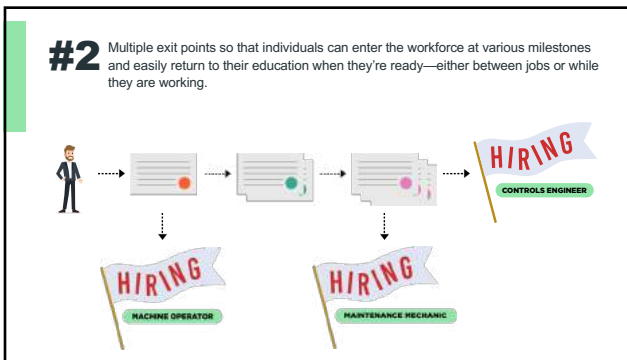 #2 Multiple exit points so that individuals can enter the workforce at various milestones
and easily return to their education when they're ready—either between jobs or while
they are working.
HIRING
CONTROLS ENGINEER
HIRING
MACHINE OPERATOR
HIRING
MAINTENANCE MECHANIC